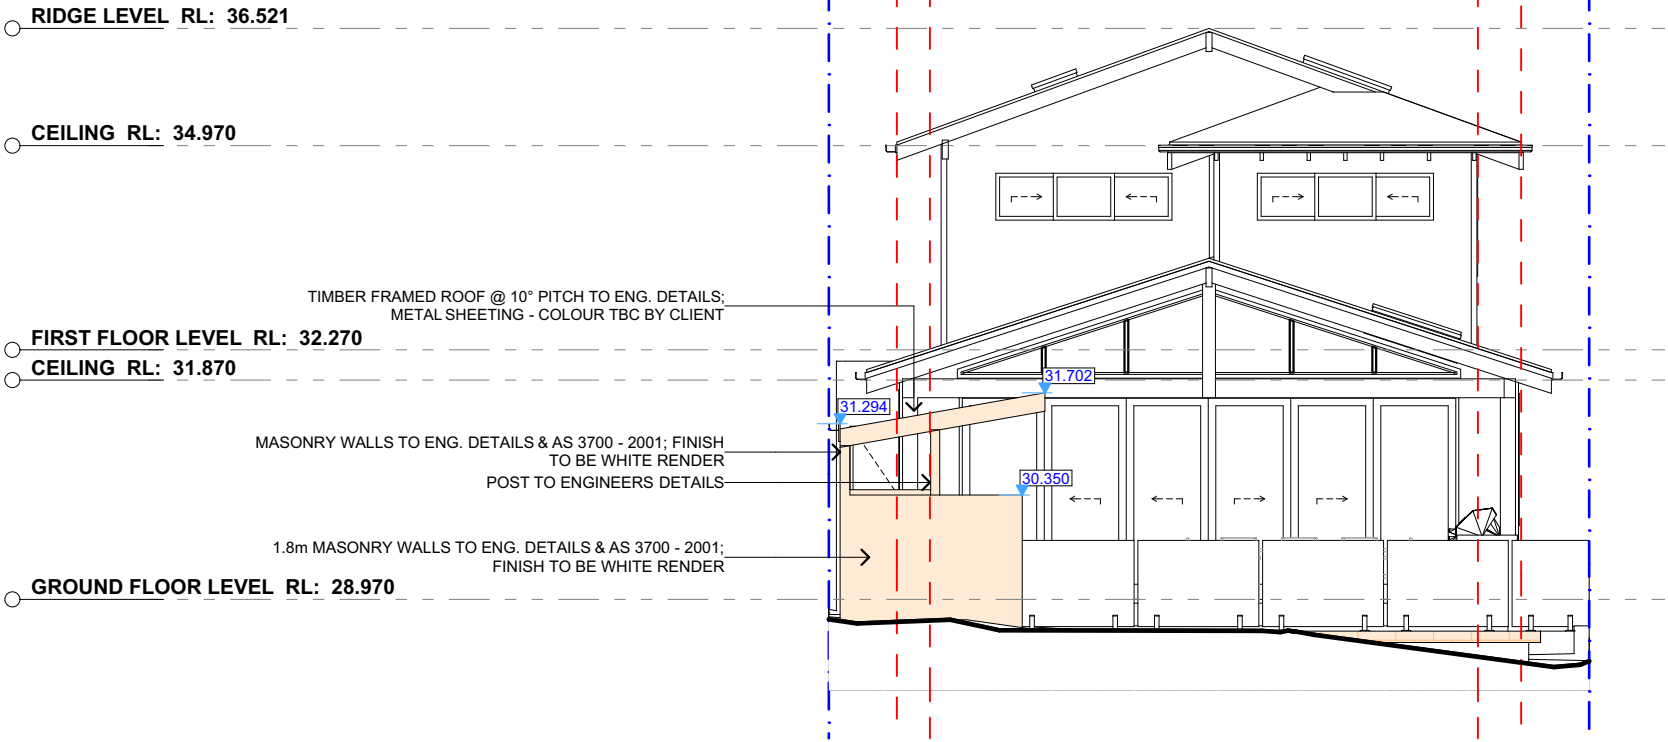 RIDGE LEVEL RL: 36.521
CEILING RL: 34.970
TIMBER FRAMED ROOF @ 10° PITCH TO ENG. DETAILS;
METAL SHEETING - COLOUR TBC BY CLIENT
FIRST FLOOR LEVEL RL: 32.270
CEILING RL: 31.870
31.702
31.294
MASONRY WALLS TO ENG. DETAILS & AS 3700 - 2001; FINISH
TO BE WHITE RENDER
POST TO ENGINEERS DETAILS
30.350
1.8m MASONRY WALLS TO ENG. DETAILS & AS 3700 - 2001;
FINISH TO BE WHITE RENDER
GROUND FLOOR LEVEL RL: 28.970